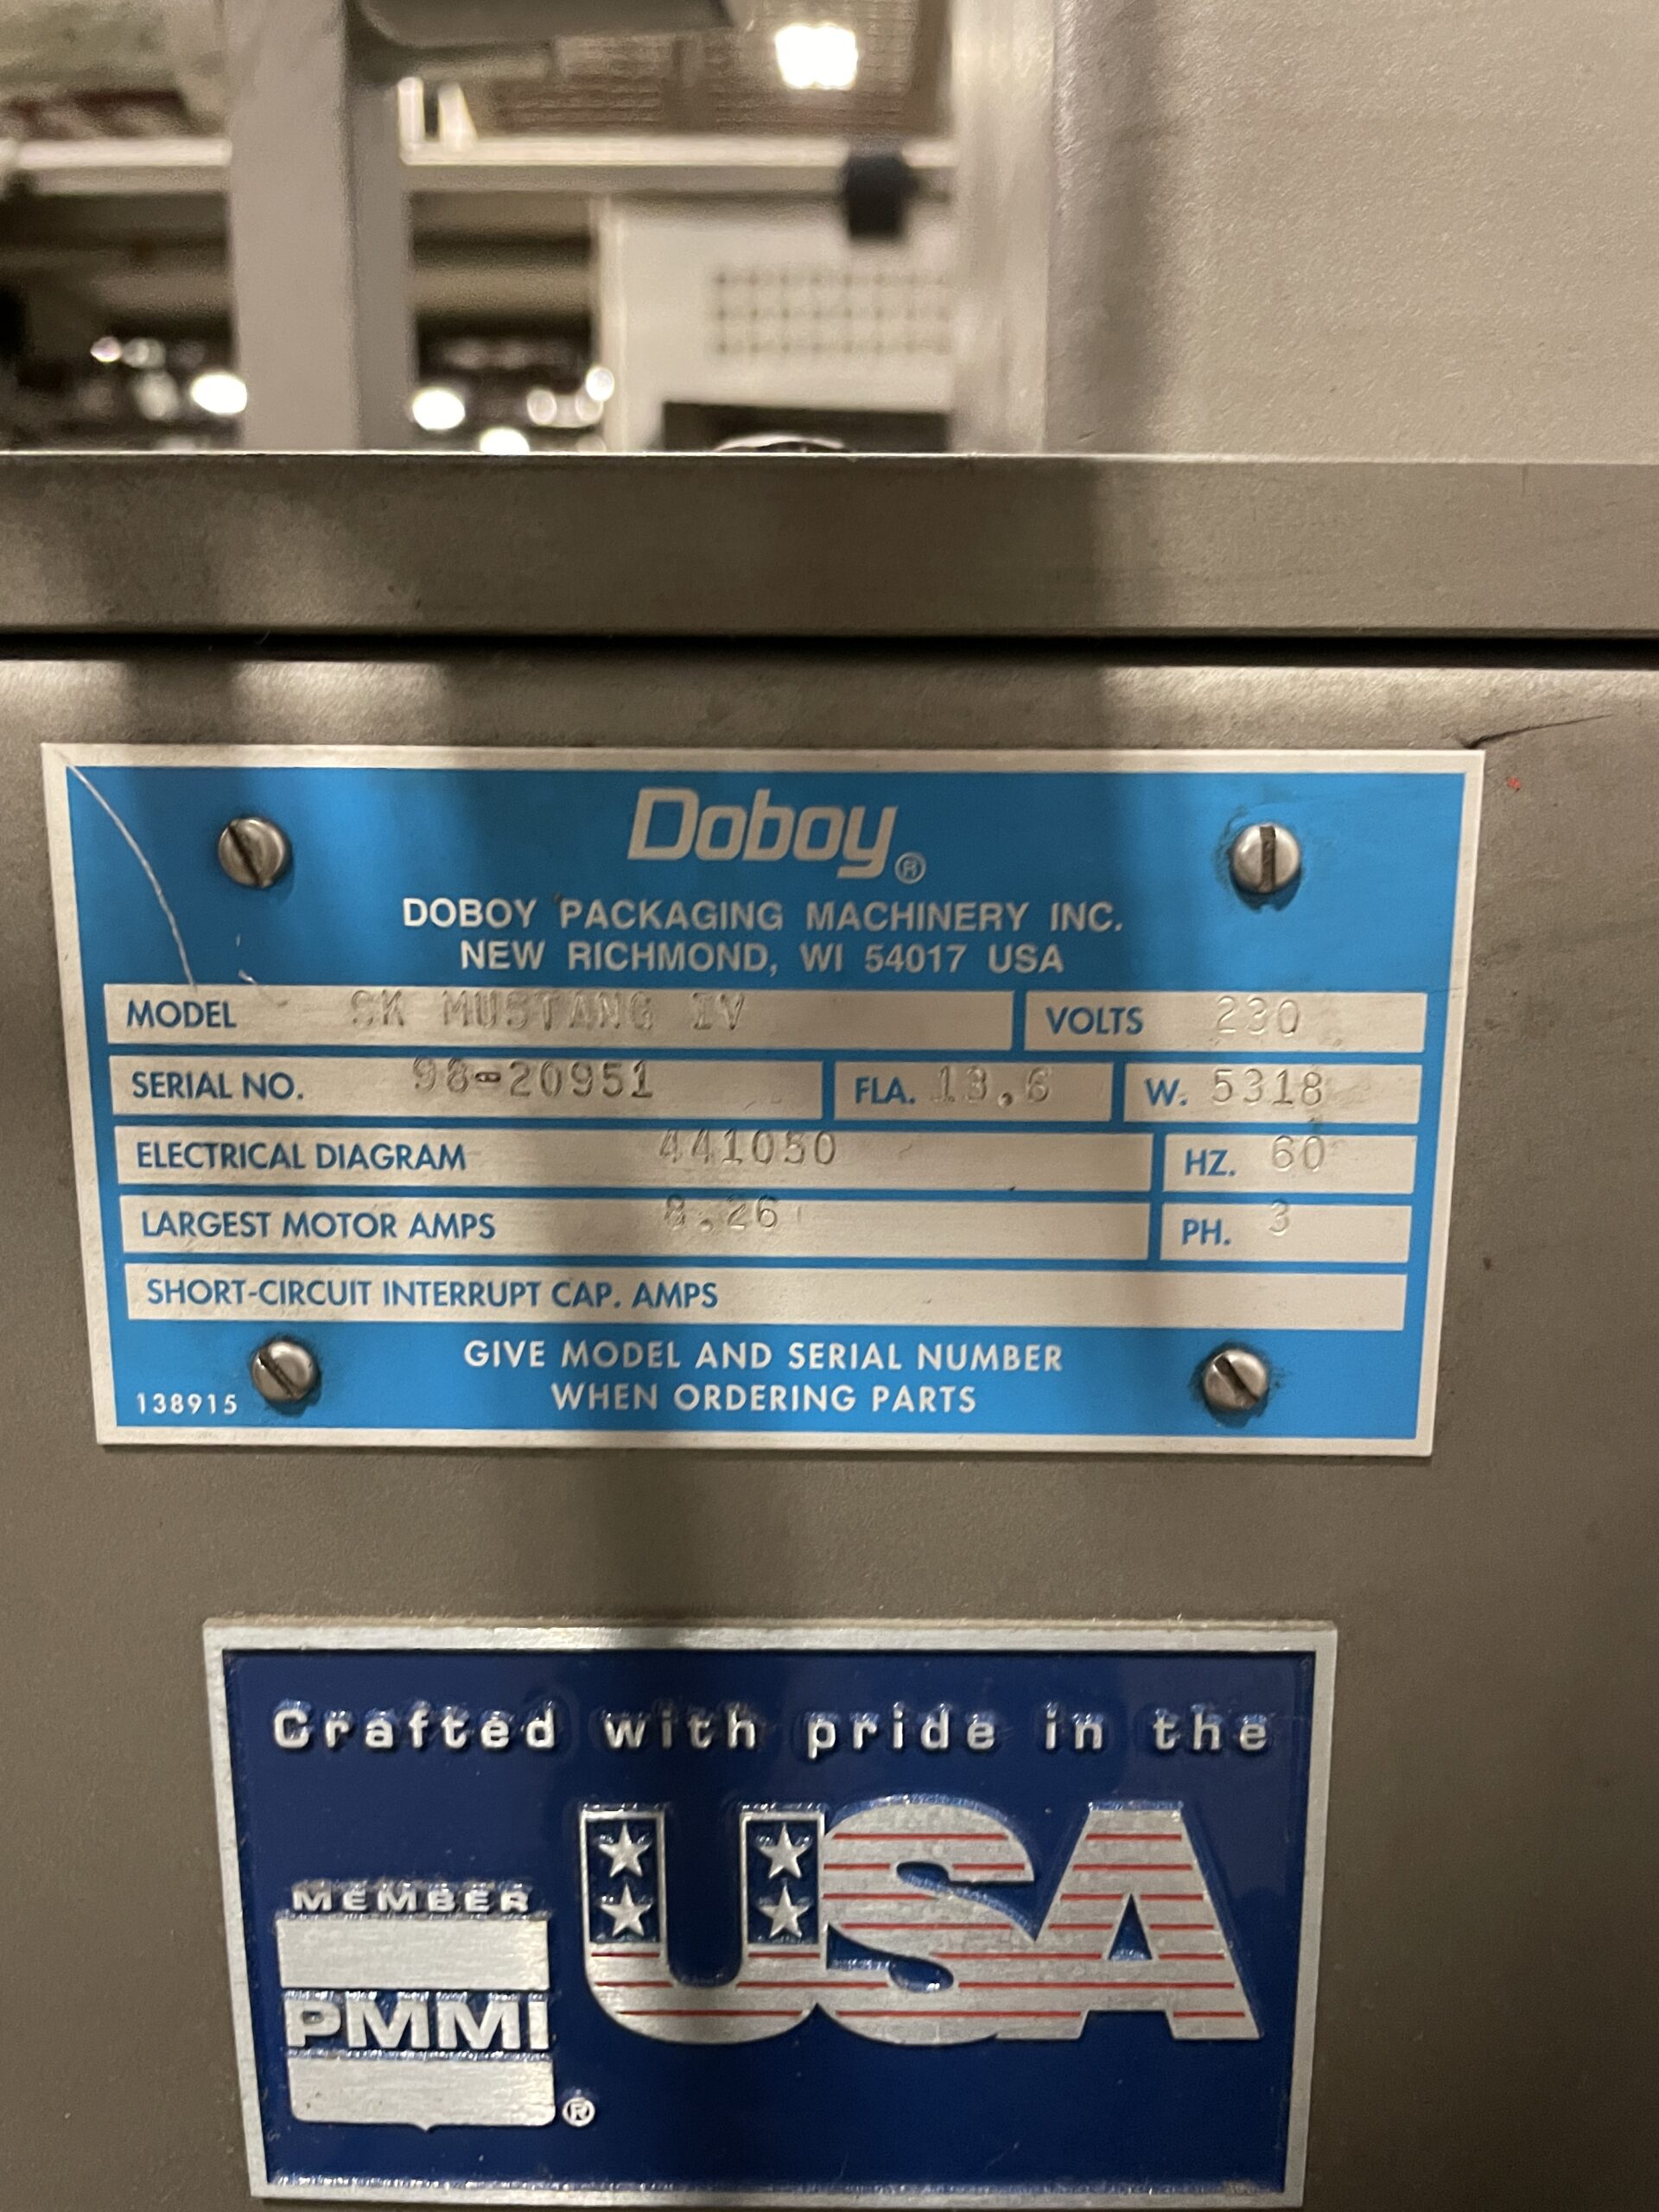 Doboy®
DOBOY PACKAGING MACHINERY INC.
NEW RICHMOND, WI 54017 USA
MODEL SK MUSTANG IV VOLTS 230
SERIAL NO. 98-20951 FLA. 13.6 W. 5318
ELECTRICAL DIAGRAM 441050 HZ. 60
LARGEST MOTOR AMPS 8.26 PH. 3
SHORT-CIRCUIT INTERRUPT CAP. AMPS
GIVE MODEL AND SERIAL NUMBER
WHEN ORDERING PARTS
138915
Crafted with pride in the
USA
MEMBER
PMMI®